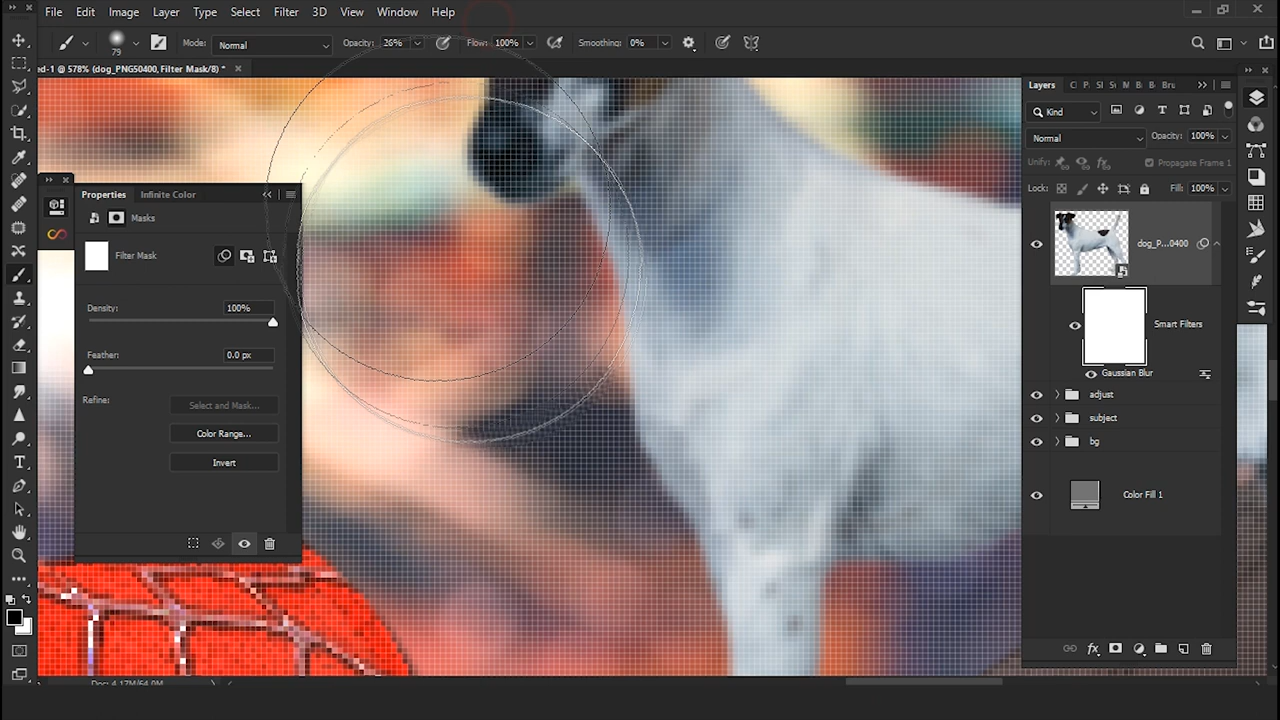 File Edit Image Layer Type Select Filter 3D View Window Help
79 Mode: Normal Opacity: 26% Flow: 100% Smoothing: 0%
ed-1 @ 578% (dog_PNG50400, Filter Mask/8) * ×
Properties Infinite Color
Masks
Filter Mask
Density: 100%
Feather: 0.0 px
Refine: Select and Mask...
Color Range...
Invert
Layers C P SI S M B B Bru
Kind
Normal Opacity: 100%
Unify: Propagate Frame 1
Lock: Fill: 100%
dog_P...0400
Smart Filters
Gaussian Blur
adjust
subject
bg
Color Fill 1
Doc: 4.17M/64.0M